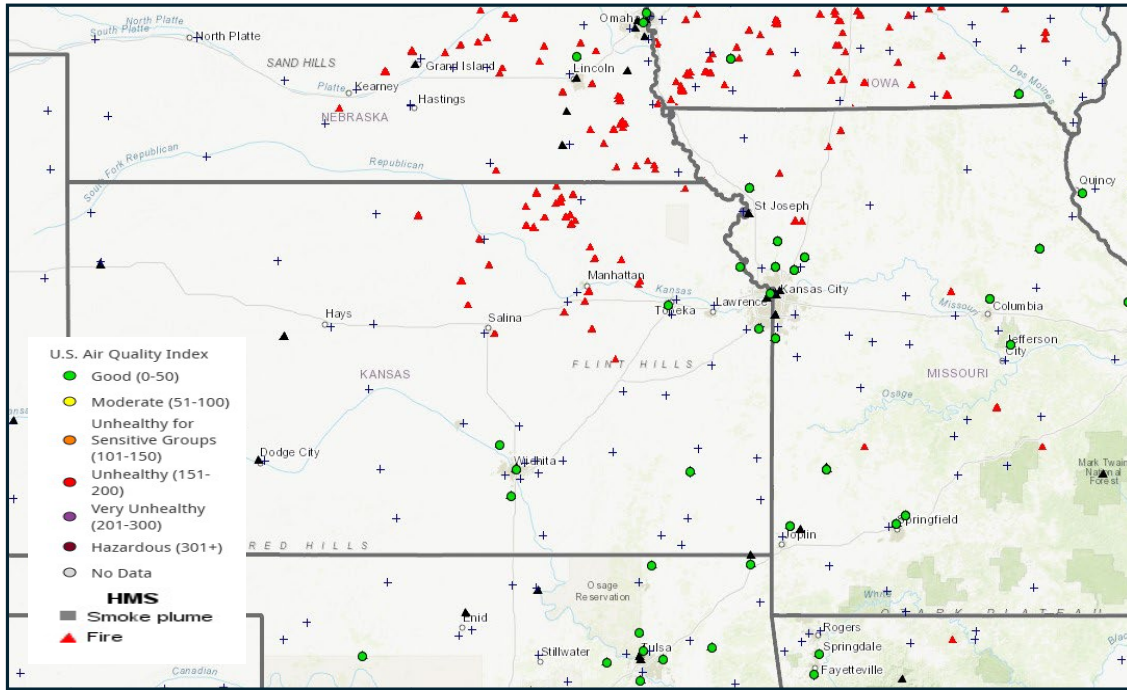 North Platte
South Platte
North Platte
SAND HILLS
Omaha
Grand Island
Lincoln
Platte
Kearney
Hastings
NEBRASKA
IOWA
Des Moines
South Fork Republican
Republican
St Joseph
Quincy
Manhattan
Kansas
Topeka
Lawrence
Kansas City
Missouri
Columbia
Hays
Salina
Jefferson
City
FLINT HILLS
KANSAS
MISSOURI
Osage
U.S. Air Quality Index
Good (0-50)
Moderate (51-100)
Unhealthy for
Sensitive Groups
(101-150)
Unhealthy (151-
200)
Very Unhealthy
(201-300)
Hazardous (301+)
No Data
HMS
Smoke plume
Fire
Dodge City
Wichita
Mark Twain
National
Forest
Springfield
Joplin
RED HILLS
Osage
Reservation
White
Enid
Stillwater
Tulsa
Rogers
Springdale
Fayetteville
Canadian